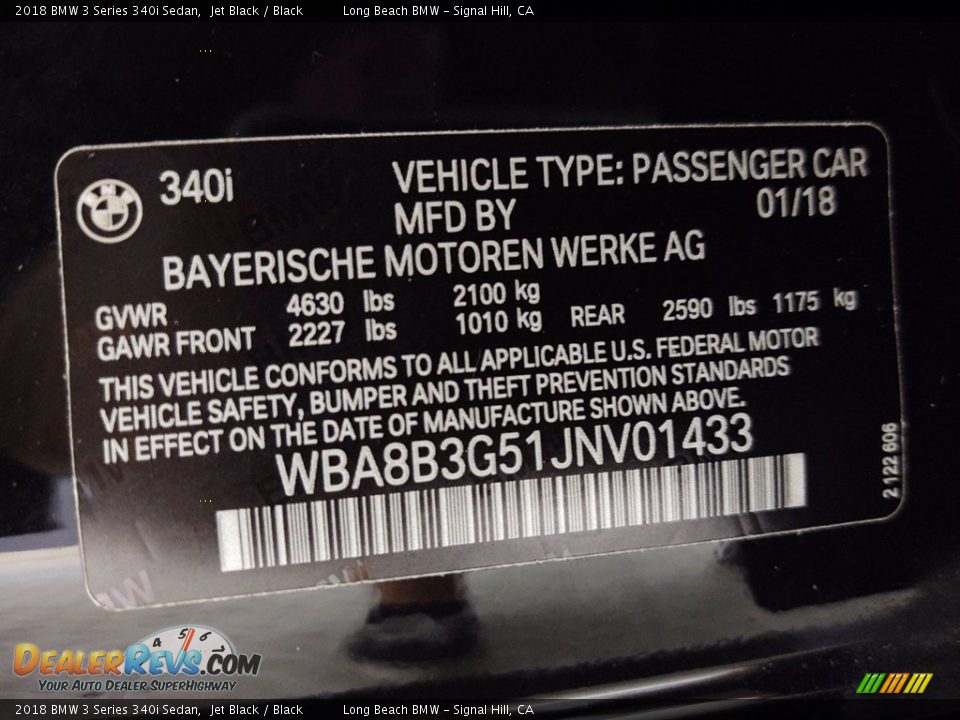 2018 BMW 3 Series 340i Sedan, Jet Black / Black Long Beach BMW - Signal Hill, CA
340i
VEHICLE TYPE: PASSENGER CAR
MFD BY 01/18
BAYERISCHE MOTOREN WERKE AG
GVWR 4630 lbs 2100 kg
GAWR FRONT 2227 lbs 1010 kg REAR 2590 lbs 1175 kg
THIS VEHICLE CONFORMS TO ALL APPLICABLE U.S. FEDERAL MOTOR
VEHICLE SAFETY, BUMPER AND THEFT PREVENTION STANDARDS
IN EFFECT ON THE DATE OF MANUFACTURE SHOWN ABOVE.
WBA8B3G51JNV01433
2 122 606
BMW
4 5 6
DEALERREVS.COM
YOUR AUTO DEALER SUPERHIGHWAY
2018 BMW 3 Series 340i Sedan, Jet Black / Black Long Beach BMW - Signal Hill, CA